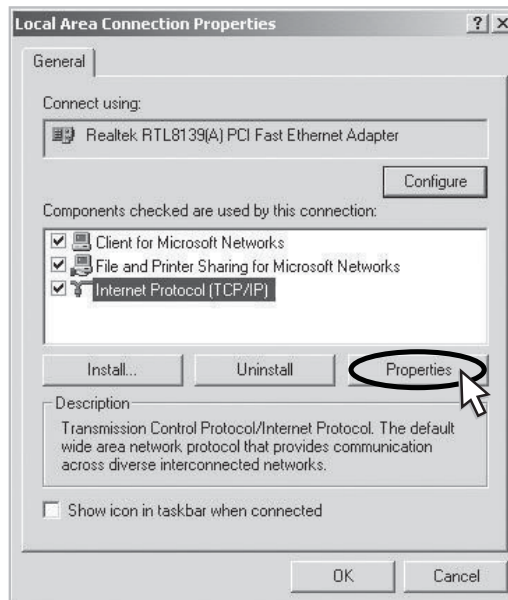 Local Area Connection Properties
General
Connect using:
Realtek RTL8139(A) PCI Fast Ethernet Adapter
Configure
Components checked are used by this connection:
Client for Microsoft Networks
File and Printer Sharing for Microsoft Networks
Internet Protocol (TCP/IP)
Install...   Uninstall   Properties
Description
Transmission Control Protocol/Internet Protocol. The default
wide area network protocol that provides communication
across diverse interconnected networks.
Show icon in taskbar when connected
OK   Cancel